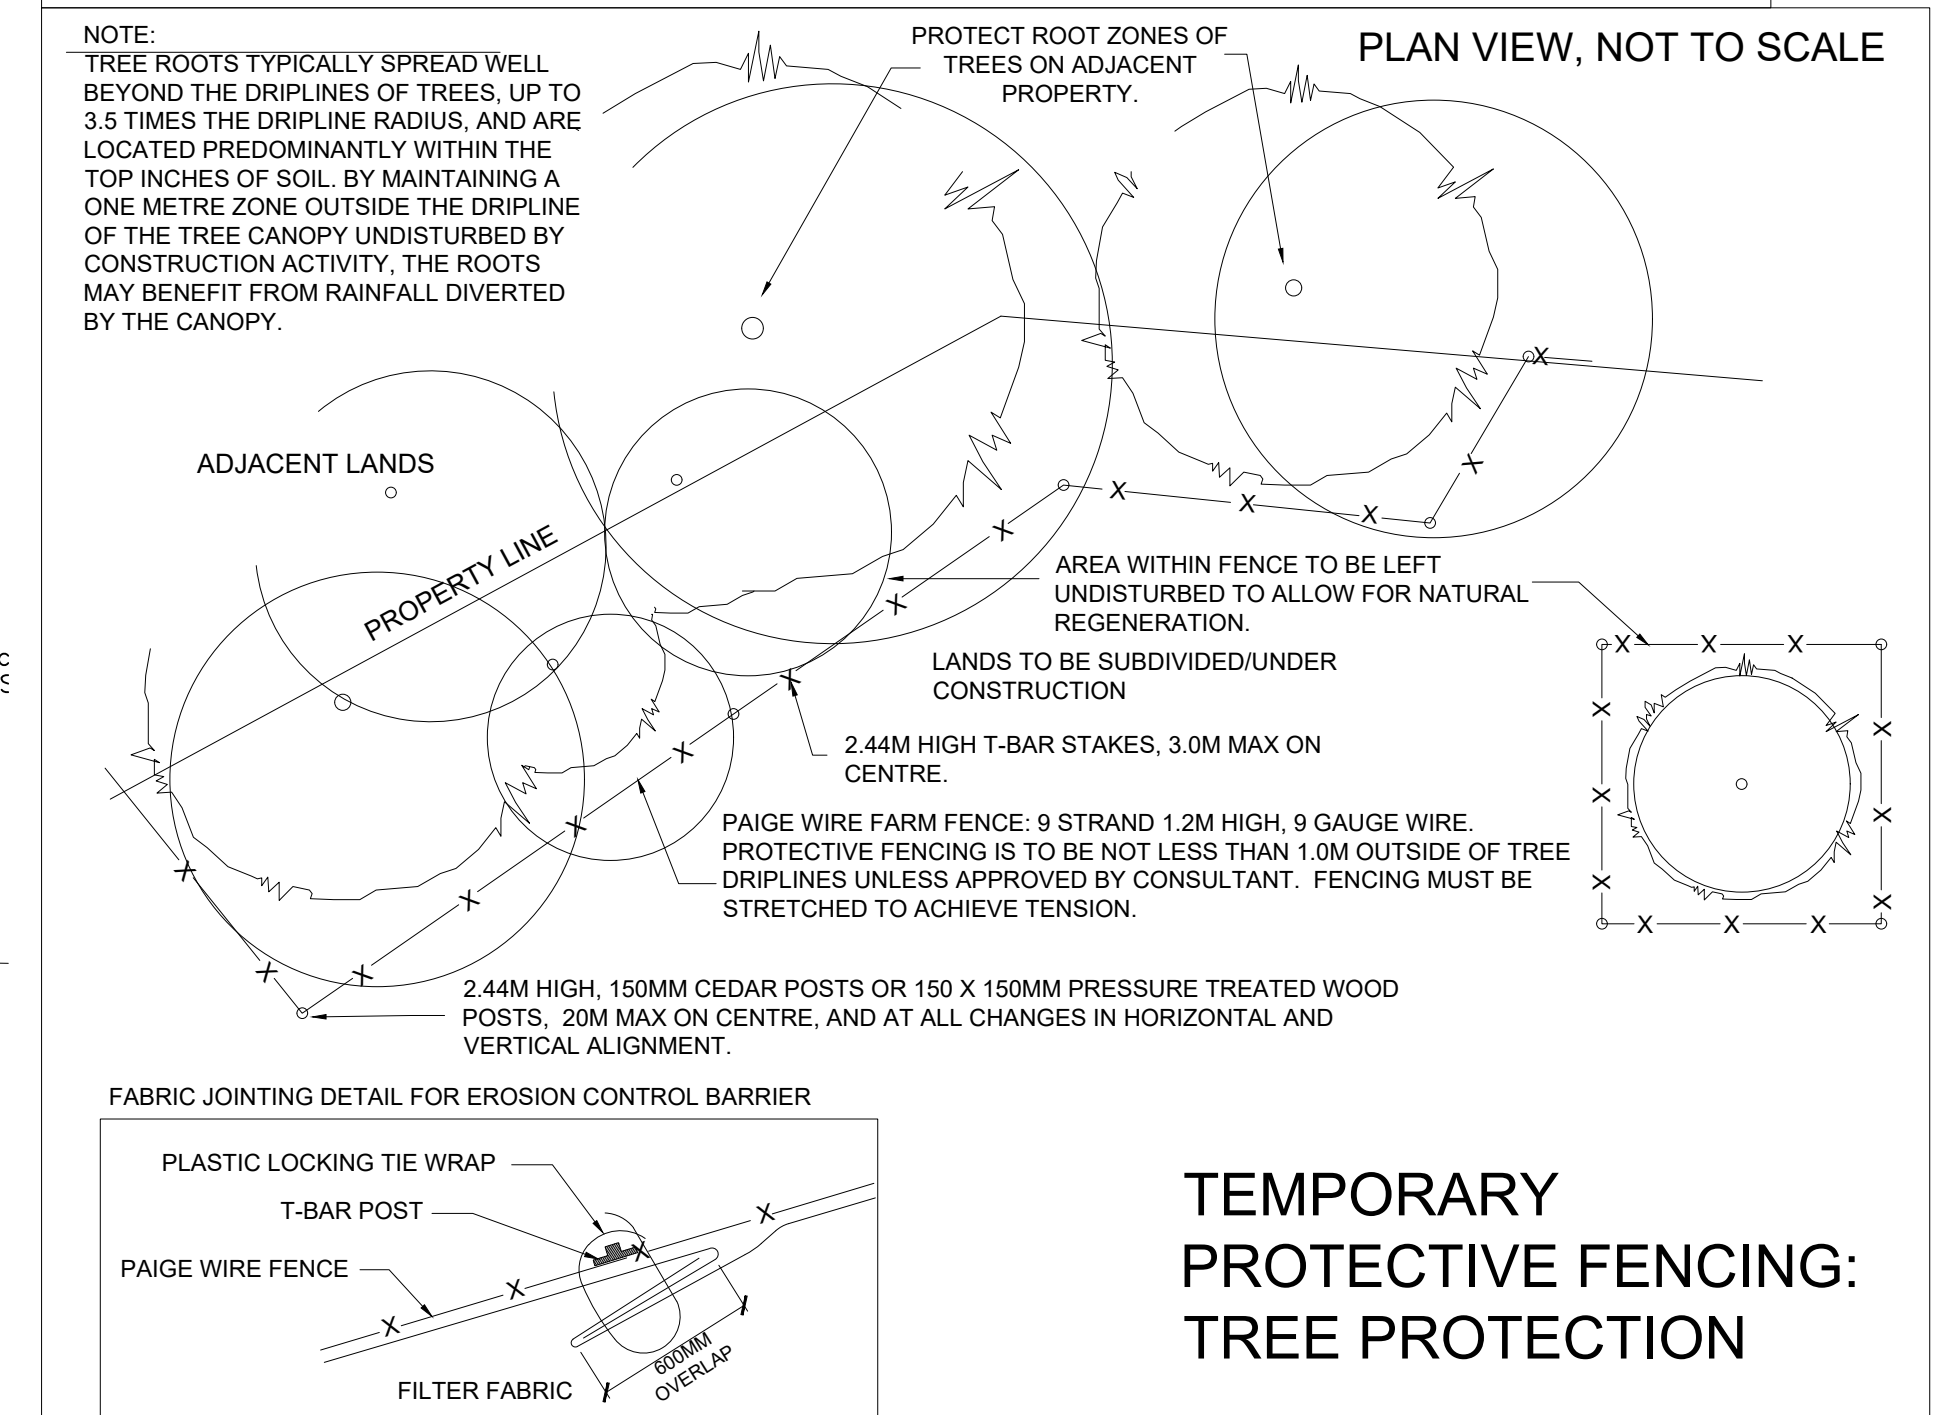 NOTE:
TREE ROOTS TYPICALLY SPREAD WELL
BEYOND THE DRIPLINES OF TREES, UP TO
3.5 TIMES THE DRIPLINE RADIUS, AND ARE
LOCATED PREDOMINANTLY WITHIN THE
TOP INCHES OF SOIL. BY MAINTAINING A
ONE METRE ZONE OUTSIDE THE DRIPLINE
OF THE TREE CANOPY UNDISTURBED BY
CONSTRUCTION ACTIVITY, THE ROOTS
MAY BENEFIT FROM RAINFALL DIVERTED
BY THE CANOPY.
PROTECT ROOT ZONES OF
TREES ON ADJACENT
PROPERTY.
PLAN VIEW, NOT TO SCALE
ADJACENT LANDS
PROPERTY LINE
AREA WITHIN FENCE TO BE LEFT
UNDISTURBED TO ALLOW FOR NATURAL
REGENERATION.
LANDS TO BE SUBDIVIDED/UNDER
CONSTRUCTION
2.44M HIGH T-BAR STAKES, 3.0M MAX ON
CENTRE.
PAIGE WIRE FARM FENCE: 9 STRAND 1.2M HIGH, 9 GAUGE WIRE.
PROTECTIVE FENCING IS TO BE NOT LESS THAN 1.0M OUTSIDE OF TREE
DRIPLINES UNLESS APPROVED BY CONSULTANT.  FENCING MUST BE
STRETCHED TO ACHIEVE TENSION.
2.44M HIGH, 150MM CEDAR POSTS OR 150 X 150MM PRESSURE TREATED WOOD
POSTS,  20M MAX ON CENTRE, AND AT ALL CHANGES IN HORIZONTAL AND
VERTICAL ALIGNMENT.
FABRIC JOINTING DETAIL FOR EROSION CONTROL BARRIER
PLASTIC LOCKING TIE WRAP
T-BAR POST
PAIGE WIRE FENCE
600MM
OVERLAP
FILTER FABRIC
TEMPORARY
PROTECTIVE FENCING:
TREE PROTECTION